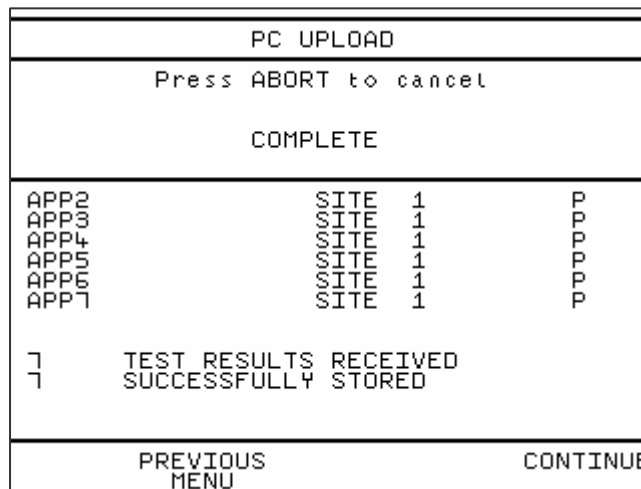 PC UPLOAD
Press ABORT to cancel
COMPLETE
APP2 SITE 1 P
APP3 SITE 1 P
APP4 SITE 1 P
APP5 SITE 1 P
APP6 SITE 1 P
APP7 SITE 1 P
7 TEST RESULTS RECEIVED
7 SUCCESSFULLY STORED
PREVIOUS CONTINUE
MENU